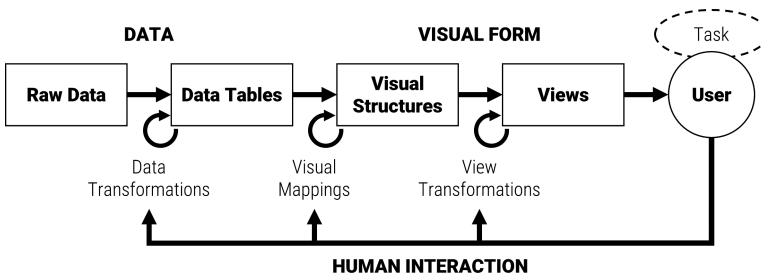 DATA
VISUAL FORM
Task
Raw Data
Data Tables
Visual
Structures
Views
User
Data
Transformations
Visual
Mappings
View
Transformations
HUMAN INTERACTION